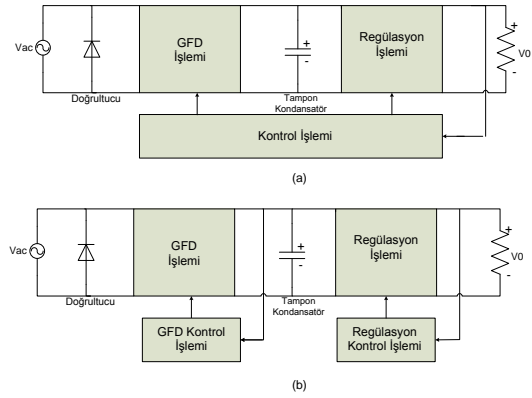 GFD
İşlemi
Regülasyon
İşlemi
Vac
+
-
+
-
V0
Doğrultucu
Tampon
Kondansatör
Kontrol İşlemi
(a)
GFD
İşlemi
Regülasyon
İşlemi
Vac
+
-
+
-
V0
Doğrultucu
Tampon
Kondansatör
GFD Kontrol
İşlemi
Regülasyon
Kontrol İşlemi
(b)